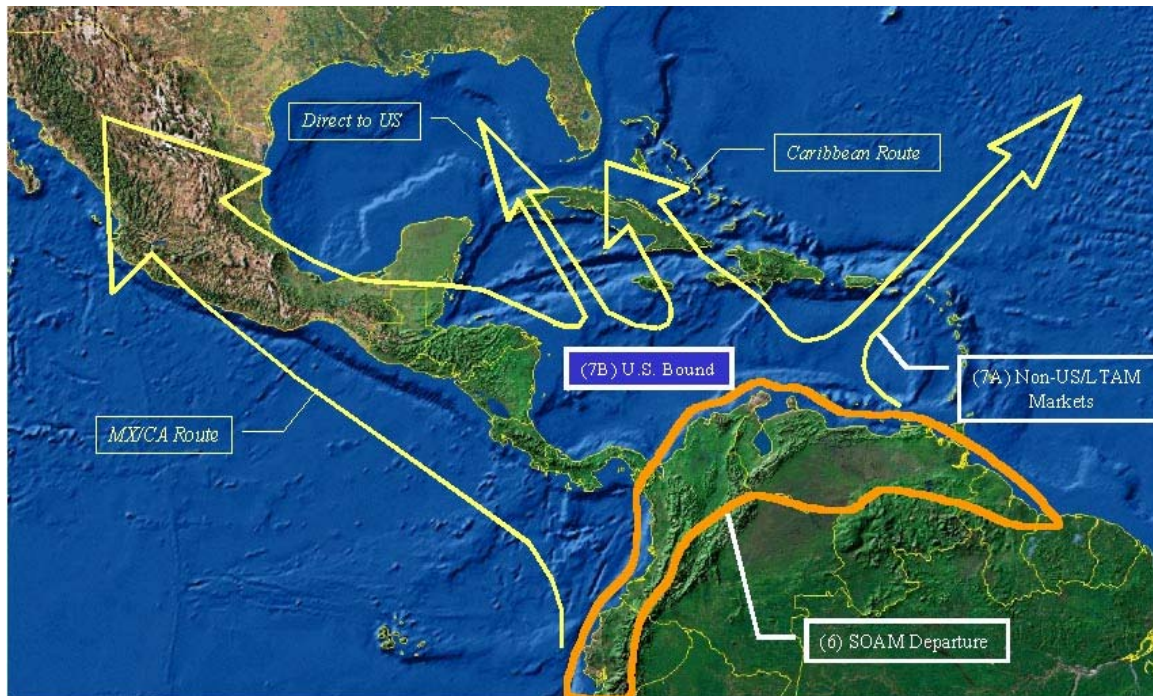 Direct to US
Caribbean Route
(7B) U.S. Bound
(7A) Non-US/LTAM
Markets
MX/CA Route
(6) SOAM Departure